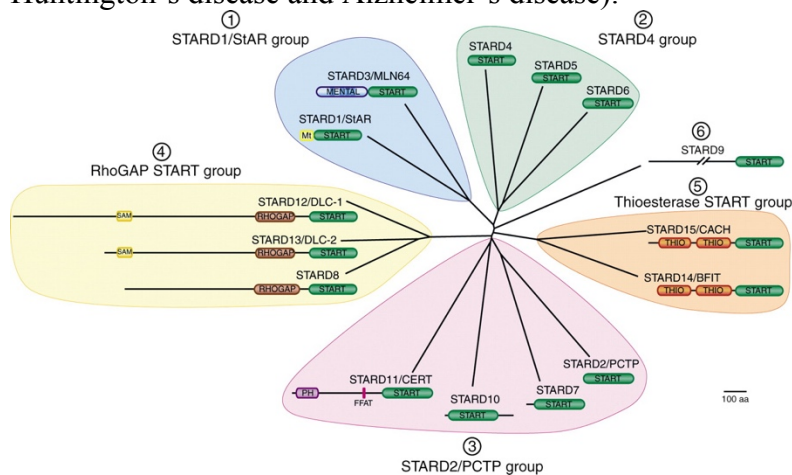 Huntington's disease and Alzheimer's disease).
①
STARD1/StAR group
②
STARD4 group
STARD3/MLN64
MENTAL START
STARD1/StAR
Mt START
STARD4
START
STARD5
START
STARD6
START
⑥
STARD9
START
④
RhoGAP START group
STARD12/DLC-1
SAM RHOGAP START
STARD13/DLC-2
SAM RHOGAP START
STARD8
RHOGAP START
⑤
Thioesterase START group
STARD15/CACH
THIO THIO START
STARD14/BFIT
THIO THIO START
STARD11/CERT
PH FFAT START
STARD10
START
STARD7
START
STARD2/PCTP
START
100 aa
③
STARD2/PCTP group